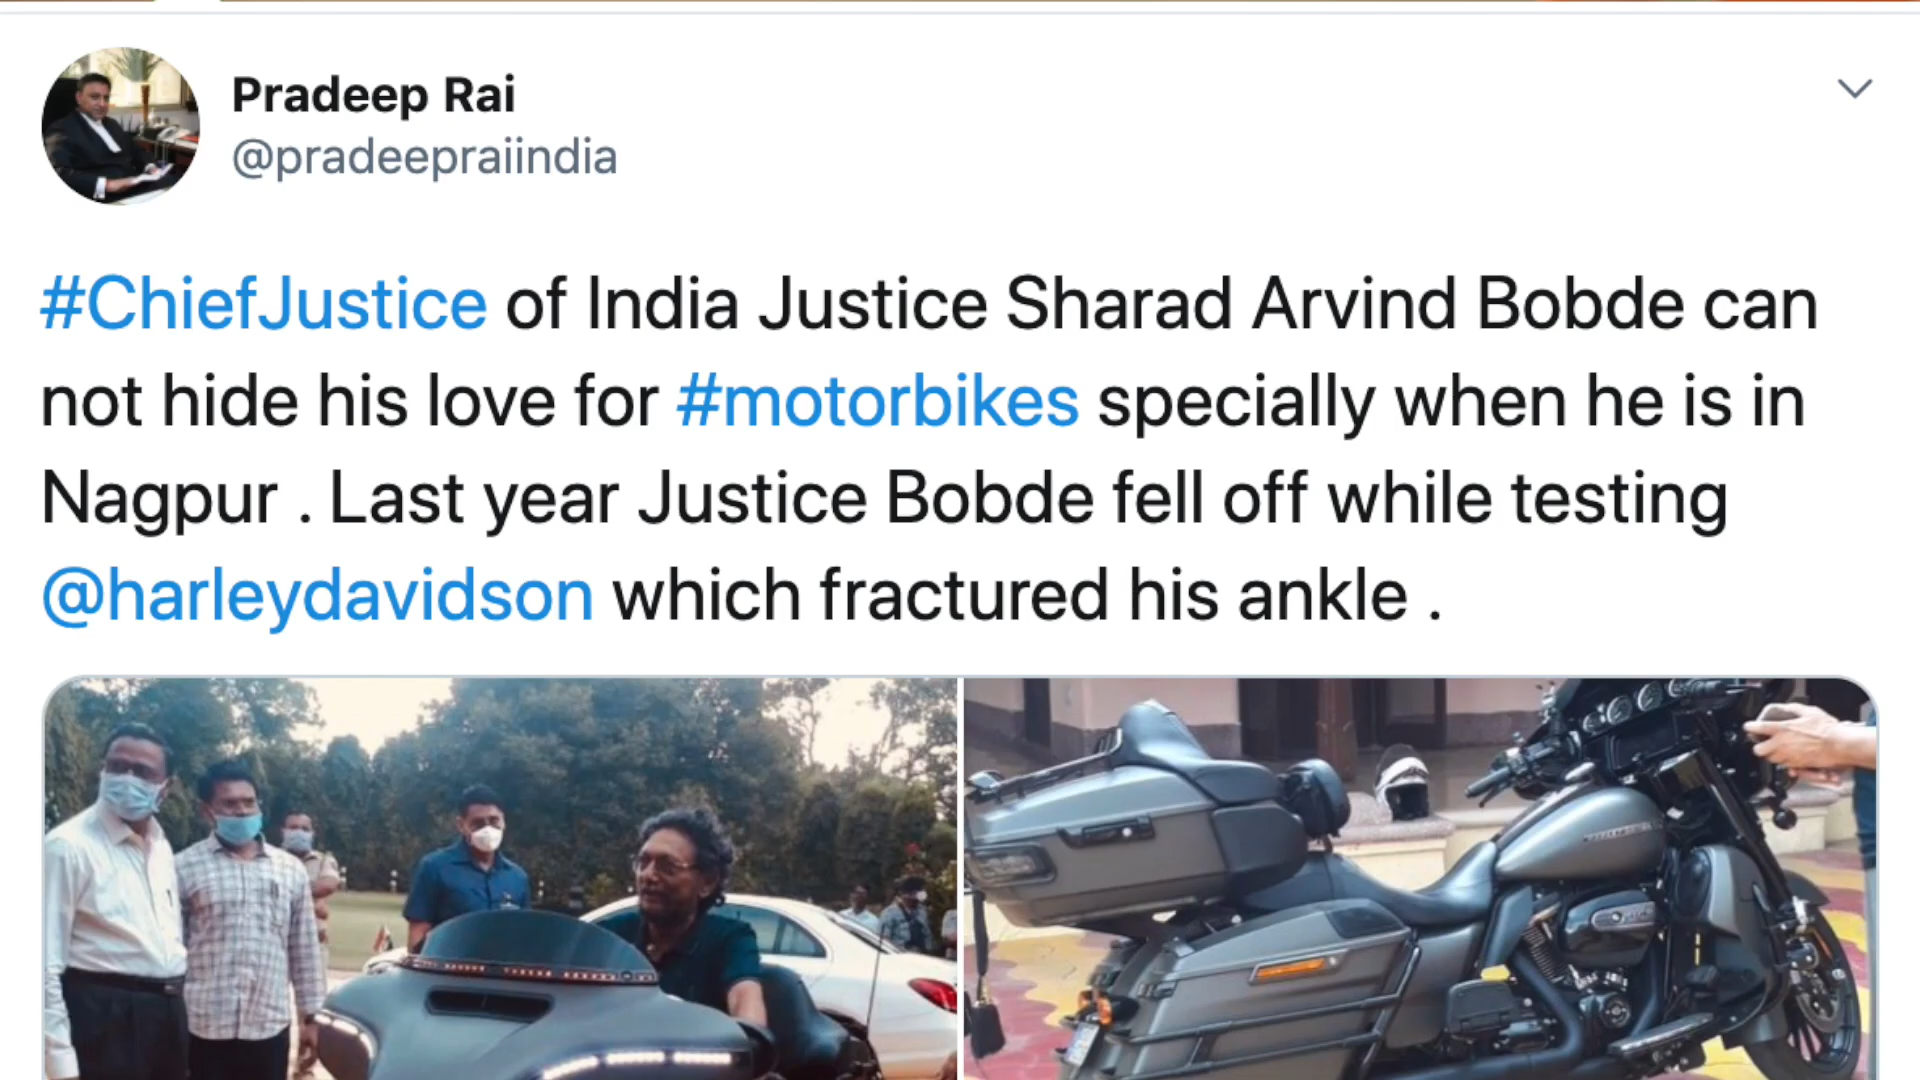 Pradeep Rai
@pradeepraiindia
#ChiefJustice of India Justice Sharad Arvind Bobde can
not hide his love for #motorbikes specially when he is in
Nagpur . Last year Justice Bobde fell off while testing
@harleydavidson which fractured his ankle .